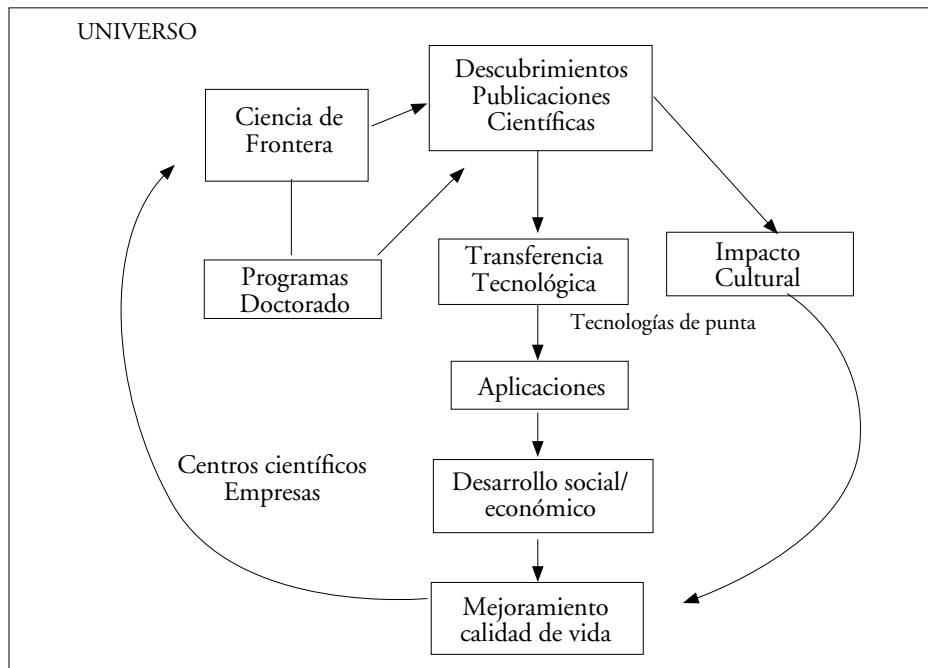 UNIVERSO
Descubrimientos
Publicaciones
Científicas
Ciencia de
Frontera
Programas
Doctorado
Transferencia
Tecnológica
Impacto
Cultural
Tecnologías de punta
Aplicaciones
Centros científicos
Empresas
Desarrollo social/
económico
Mejoramiento
calidad de vida